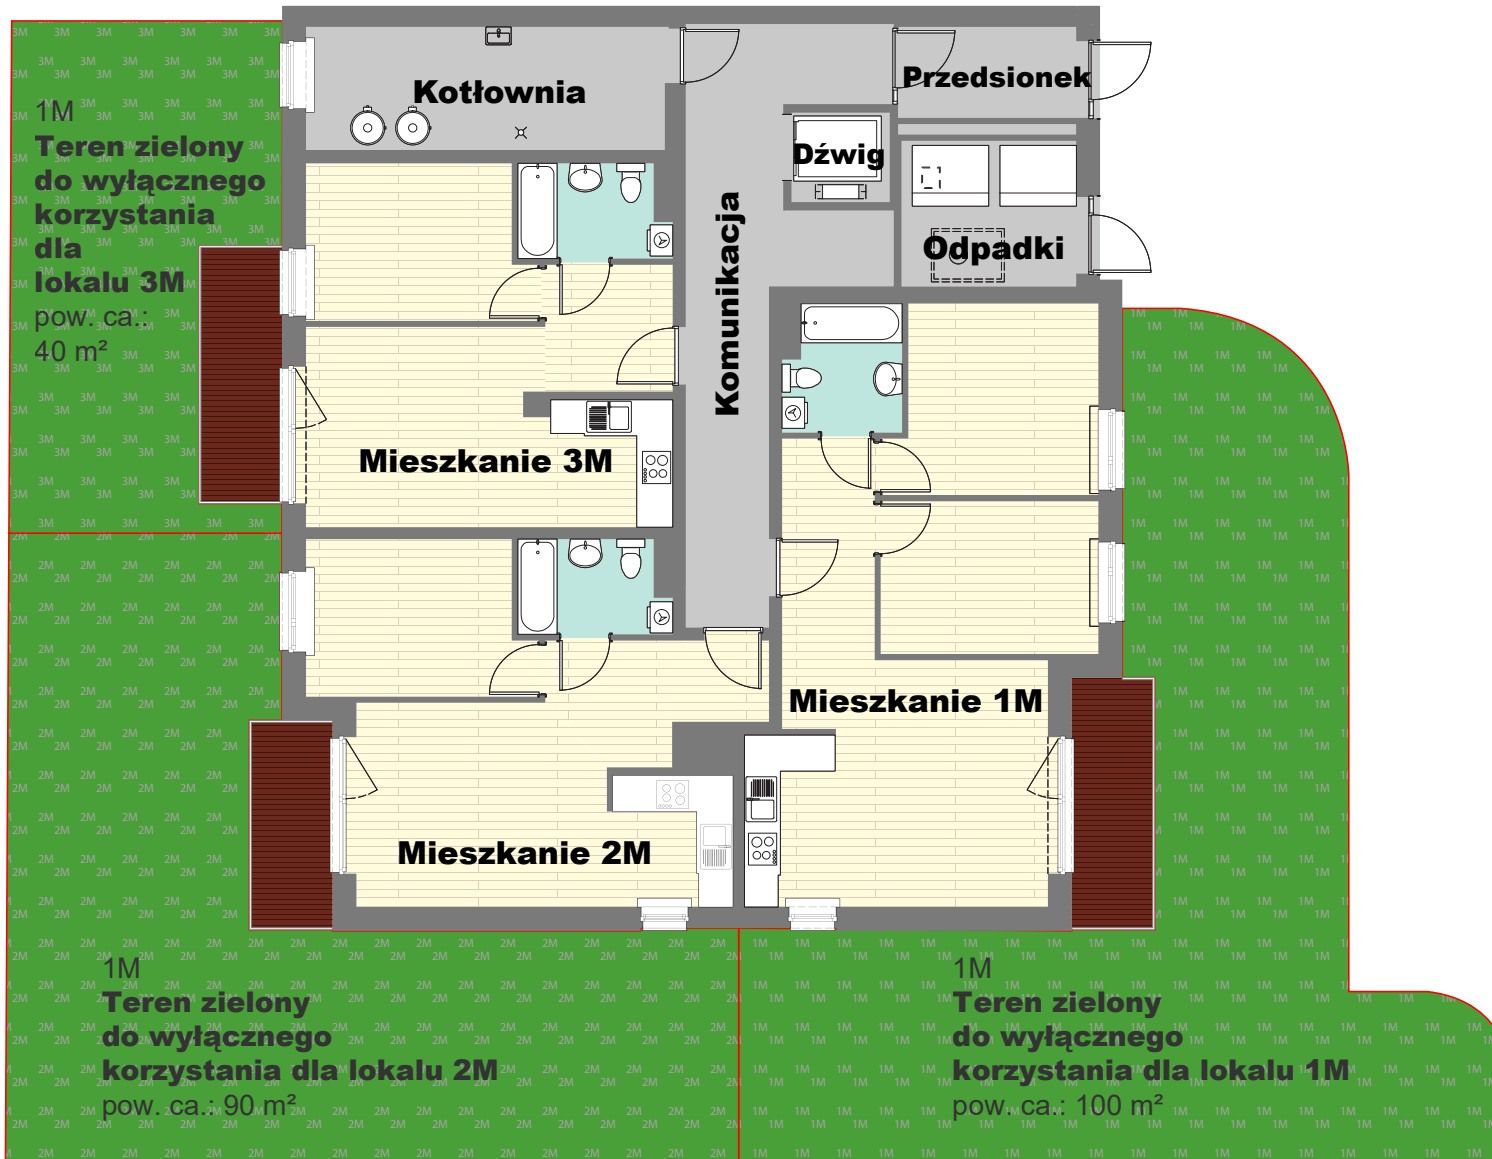 Kotłownia
Przedsionek
Dźwig
Komunikacja
Odpadki
1M
Teren zielony
do wyłącznego
korzystania
dla
lokalu 3M
pow. ca.:
40 m²
Mieszkanie 3M
Mieszkanie 1M
Mieszkanie 2M
1M
Teren zielony
do wyłącznego
korzystania dla lokalu 2M
pow. ca.: 90 m²
1M
Teren zielony
do wyłącznego
korzystania dla lokalu 1M
pow. ca.: 100 m²